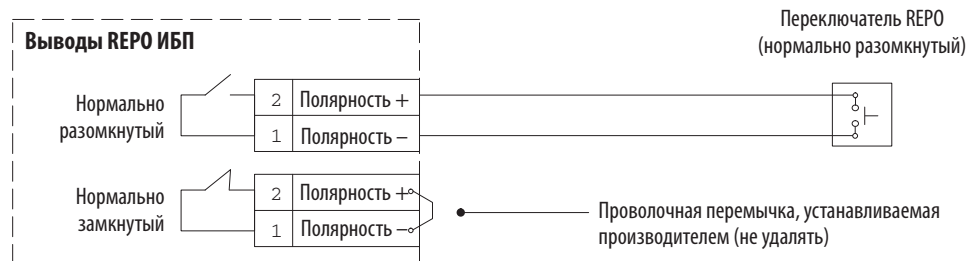 Переключатель REPO
(нормально разомкнутый)
Выводы REPO ИБП
Нормально
разомкнутый
2 Полярность +
1 Полярность –
Нормально
замкнутый
2 Полярность +
1 Полярность –
Проволочная перемычка, устанавливаемая
производителем (не удалять)